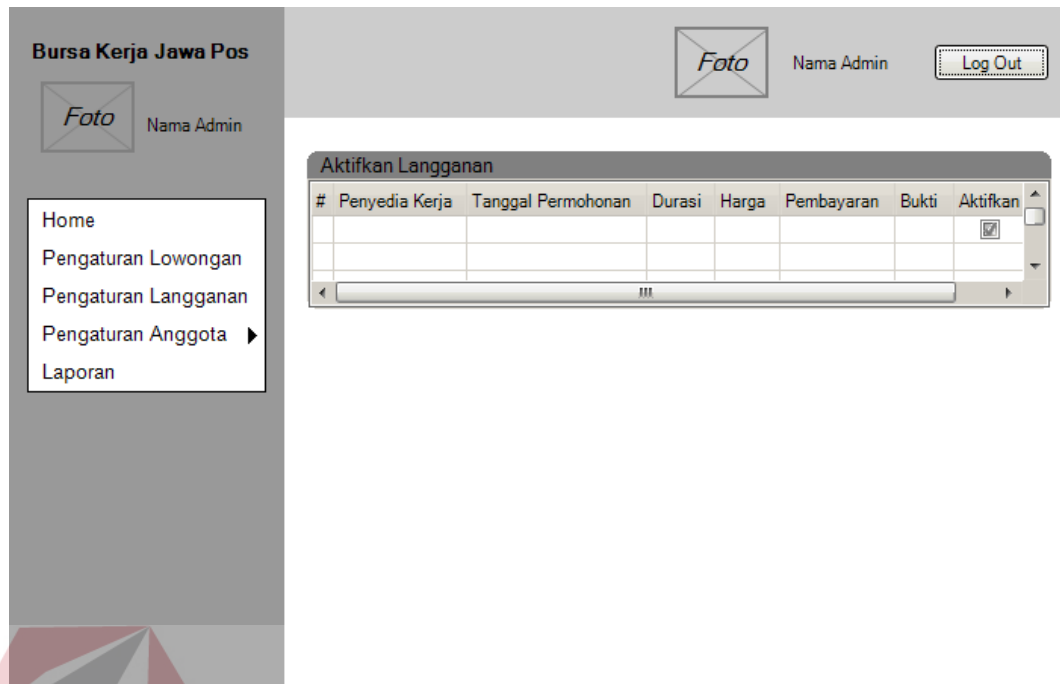 Bursa Kerja Jawa Pos
Foto
Nama Admin
Foto
Nama Admin
Log Out
Home
Pengaturan Lowongan
Pengaturan Langganan
Pengaturan Anggota
Laporan
Aktifkan Langganan
# Penyedia Kerja Tanggal Permohonan Durasi Harga Pembayaran Bukti Aktifkan